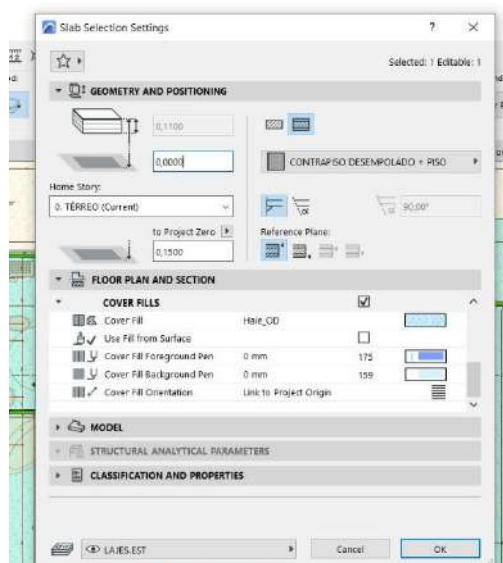 Slab Selection Settings
? ×
Selected: 1 Editable: 1
GEOMETRY AND POSITIONING
0,1100
0,0000
CONTRAPISO DESEMPOLADO + PISO
Home Story:
0. TÉRREO (Current)
90,00°
to Project Zero
Reference Plane:
0,1500
FLOOR PLAN AND SECTION
COVER FILLS
Cover Fill Haie_OD
Use Fill from Surface
Cover Fill Foreground Pen 0 mm 175
Cover Fill Background Pen 0 mm 159
Cover Fill Orientation Link to Project Origin
MODEL
STRUCTURAL ANALYTICAL PARAMETERS
CLASSIFICATION AND PROPERTIES
LAJES.EST
Cancel
OK